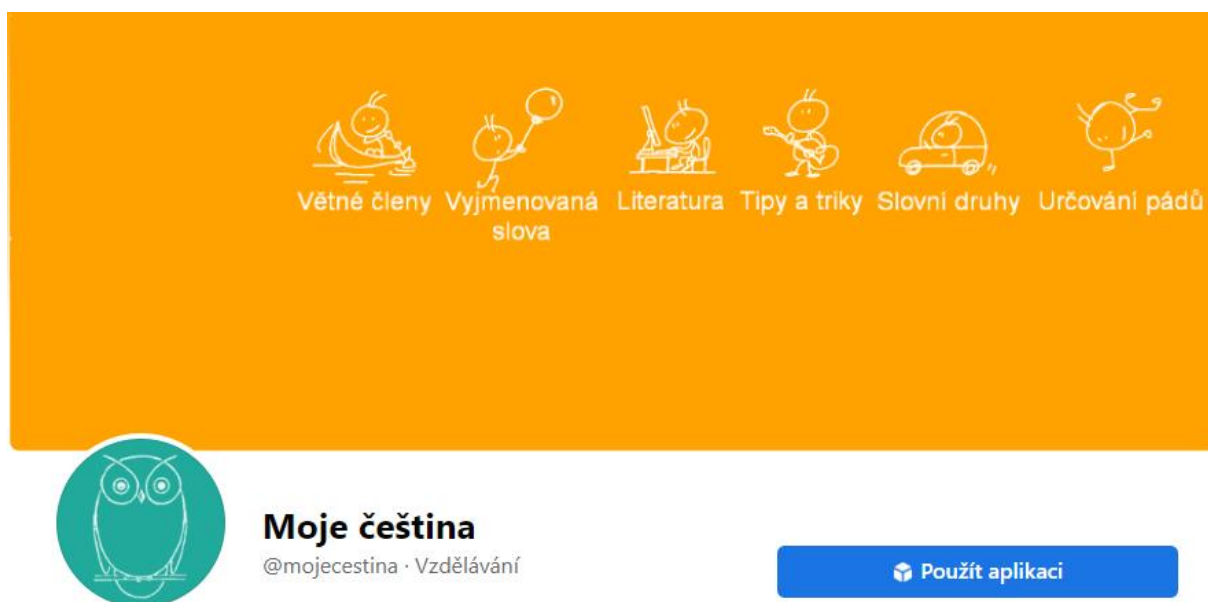 Větné členy Vyjmenovaná slova Literatura Tipy a triky Slovní druhy Určování pádů
Moje čeština
@mojecestina · Vzdělávání
Použít aplikaci